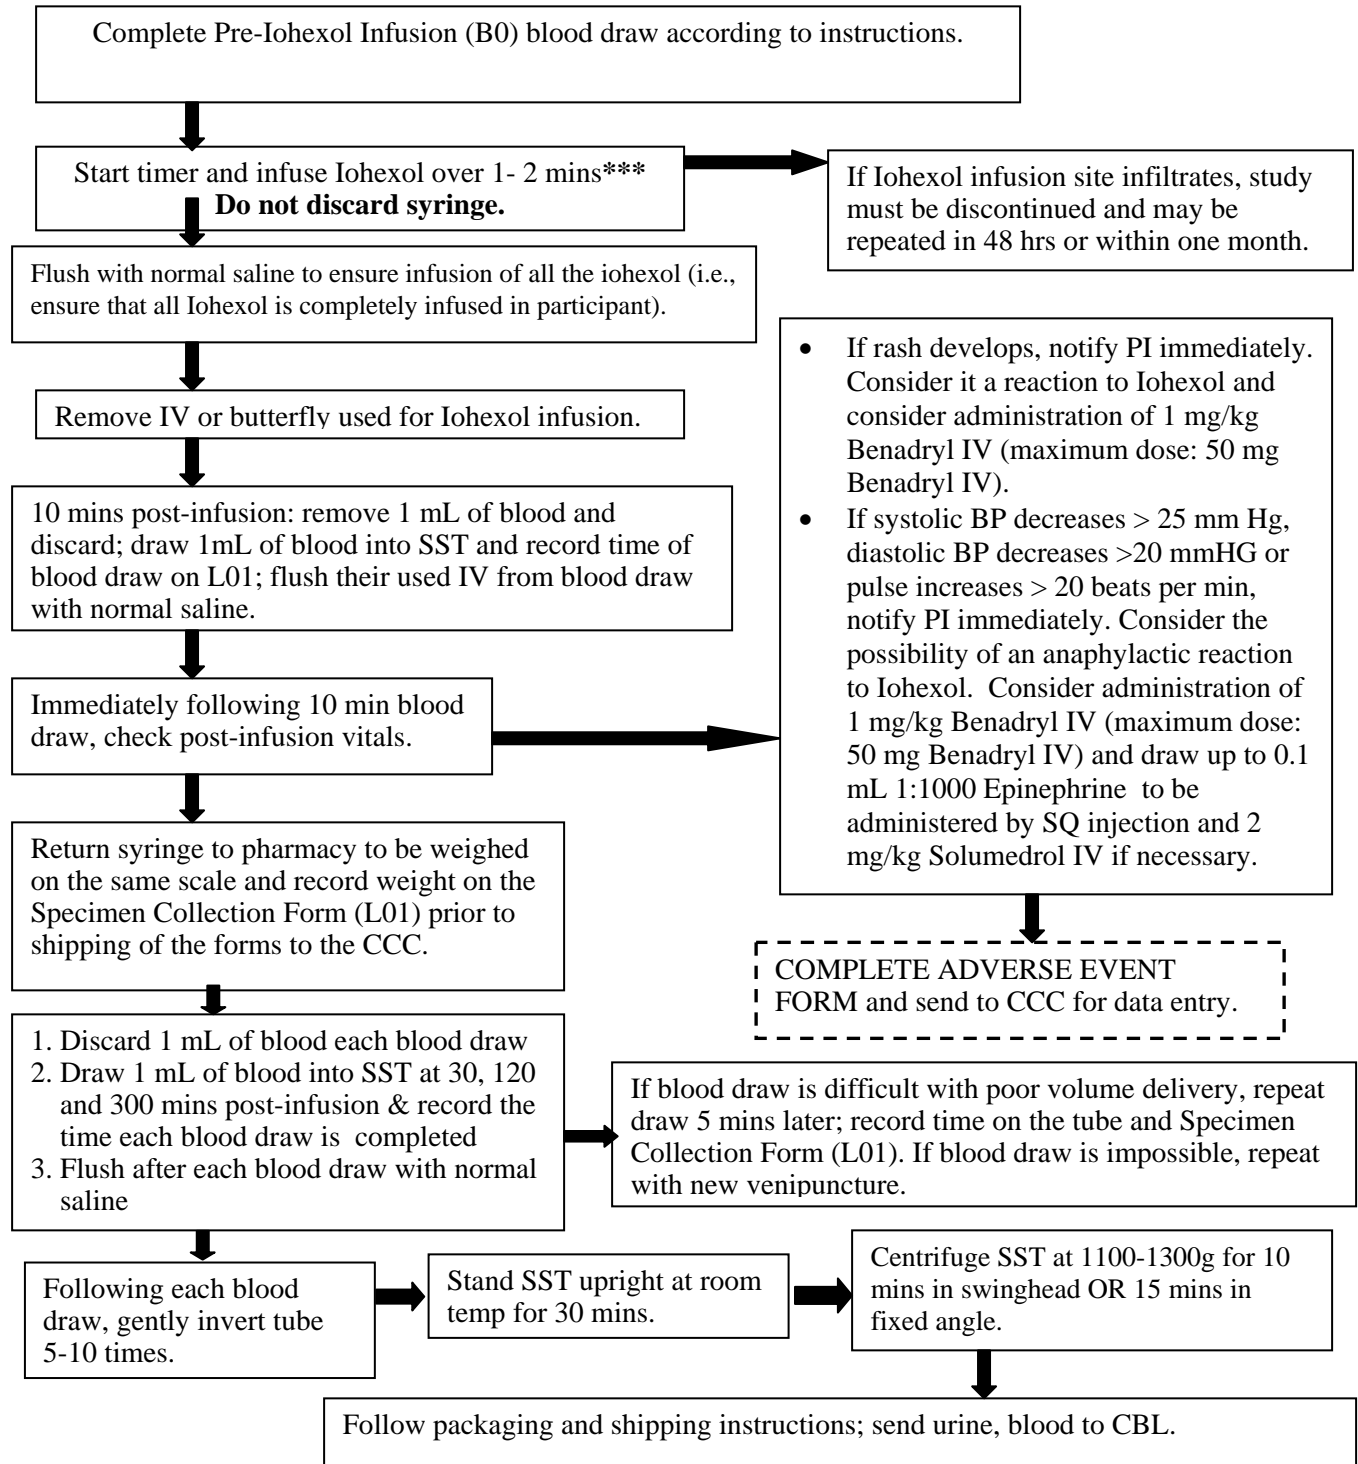 Complete Pre-Iohexol Infusion (B0) blood draw according to instructions.
Start timer and infuse Iohexol over 1- 2 mins***
Do not discard syringe.
If Iohexol infusion site infiltrates, study
must be discontinued and may be
repeated in 48 hrs or within one month.
Flush with normal saline to ensure infusion of all the iohexol (i.e.,
ensure that all Iohexol is completely infused in participant).
Remove IV or butterfly used for Iohexol infusion.
10 mins post-infusion: remove 1 mL of blood and
discard; draw 1mL of blood into SST and record time of
blood draw on L01; flush their used IV from blood draw
with normal saline.
Immediately following 10 min blood
draw, check post-infusion vitals.
• If rash develops, notify PI immediately.
Consider it a reaction to Iohexol and
consider administration of 1 mg/kg
Benadryl IV (maximum dose: 50 mg
Benadryl IV).
• If systolic BP decreases > 25 mm Hg,
diastolic BP decreases >20 mmHG or
pulse increases > 20 beats per min,
notify PI immediately. Consider the
possibility of an anaphylactic reaction
to Iohexol.  Consider administration of
1 mg/kg Benadryl IV (maximum dose:
50 mg Benadryl IV) and draw up to 0.1
mL 1:1000 Epinephrine  to be
administered by SQ injection and 2
mg/kg Solumedrol IV if necessary.
COMPLETE ADVERSE EVENT
FORM and send to CCC for data entry.
Return syringe to pharmacy to be weighed
on the same scale and record weight on the
Specimen Collection Form (L01) prior to
shipping of the forms to the CCC.
1. Discard 1 mL of blood each blood draw
2. Draw 1 mL of blood into SST at 30, 120
and 300 mins post-infusion & record the
time each blood draw is  completed
3. Flush after each blood draw with normal
saline
If blood draw is difficult with poor volume delivery, repeat
draw 5 mins later; record time on the tube and Specimen
Collection Form (L01). If blood draw is impossible, repeat
with new venipuncture.
Following each blood
draw, gently invert tube
5-10 times.
Stand SST upright at room
temp for 30 mins.
Centrifuge SST at 1100-1300g for 10
mins in swinghead OR 15 mins in
fixed angle.
Follow packaging and shipping instructions; send urine, blood to CBL.